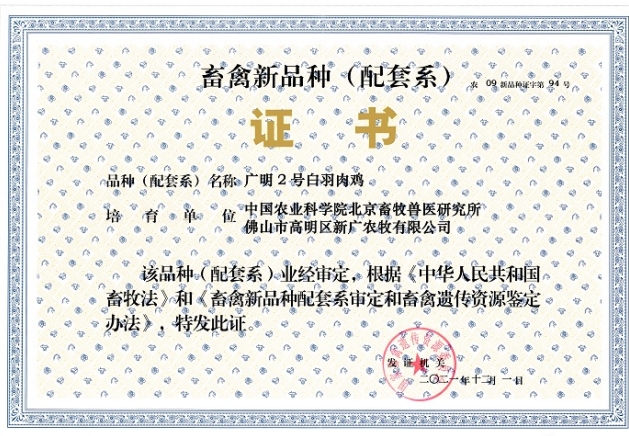 畜禽新品种（配套系） 农 09 新品种证字第 94 号
证 书
品种（配套系）名称 广明2号白羽肉鸡
培 育 单 位 中国农业科学院北京畜牧兽医研究所
佛山市高明区新广农牧有限公司
该品种（配套系）业经审定，根据《中华人民共和国
畜牧法》和《畜禽新品种配套系审定和畜禽遗传资源鉴定
办法》，特发此证
发 证 机 关
二〇二一年十二月一日